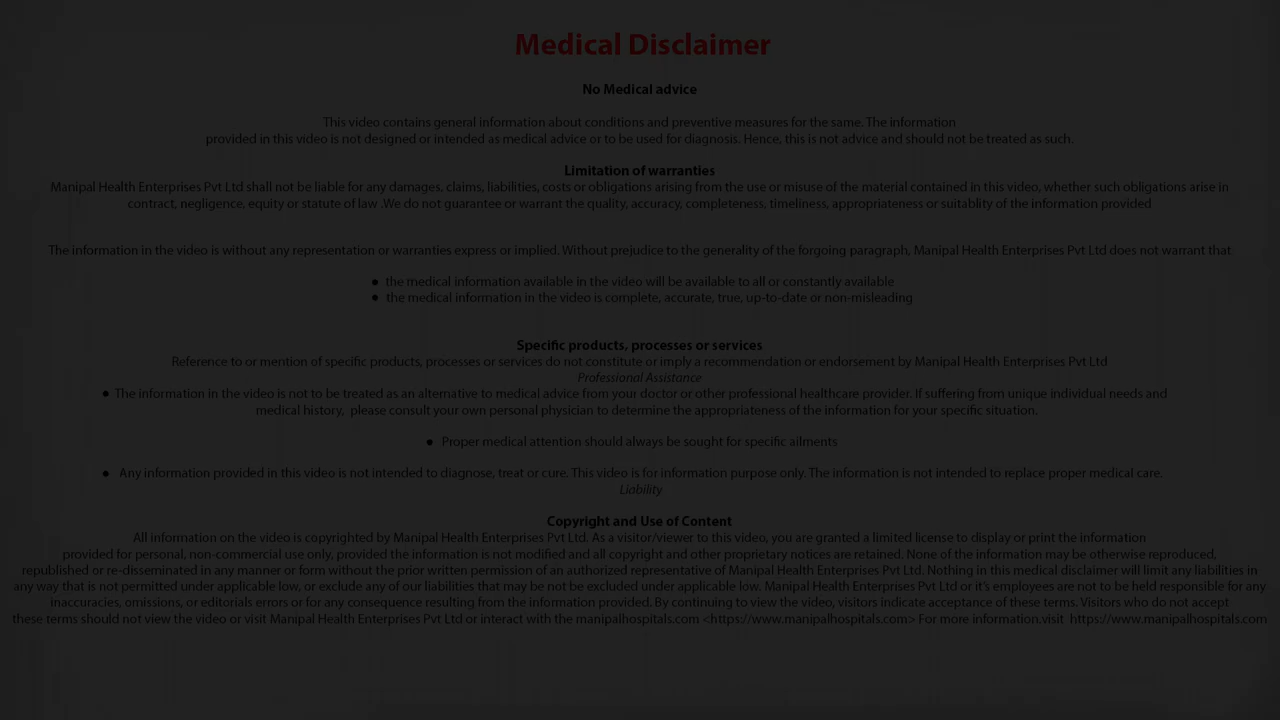 Medical Disclaimer
No Medical advice
This video contains general information about conditions and preventive measures for the same. The information
provided in this video is not designed or intended as medical advice or to be used for diagnosis. Hence, this is not advice and should not be treated as such.
Limitation of warranties
Manipal Health Enterprises Pvt Ltd shall not be liable for any damages, claims, liabilities, costs or obligations arising from the use or misuse of the material contained in this video, whether such obligations arise in
contract, negligence, equity or statute of law .We do not guarantee or warrant the quality, accuracy, completeness, timeliness, appropriateness or suitablity of the information provided
The information in the video is without any representation or warranties express or implied. Without prejudice to the generality of the forgoing paragraph, Manipal Health Enterprises Pvt Ltd does not warrant that
● the medical information available in the video will be available to all or constantly available
● the medical information in the video is complete, accurate, true, up-to-date or non-misleading
Specific products, processes or services
Reference to or mention of specific products, processes or services do not constitute or imply a recommendation or endorsement by Manipal Health Enterprises Pvt Ltd
Professional Assistance
● The information in the video is not to be treated as an alternative to medical advice from your doctor or other professional healthcare provider. If suffering from unique individual needs and
medical history, please consult your own personal physician to determine the appropriateness of the information for your specific situation.
● Proper medical attention should always be sought for specific ailments
● Any information provided in this video is not intended to diagnose, treat or cure. This video is for information purpose only. The information is not intended to replace proper medical care.
Liability
Copyright and Use of Content
All information on the video is copyrighted by Manipal Health Enterprises Pvt Ltd. As a visitor/viewer to this video, you are granted a limited license to display or print the information
provided for personal, non-commercial use only, provided the information is not modified and all copyright and other proprietary notices are retained. None of the information may be otherwise reproduced,
republished or re-disseminated in any manner or form without the prior written permission of an authorized representative of Manipal Health Enterprises Pvt Ltd. Nothing in this medical disclaimer will limit any liabilities in
any way that is not permitted under applicable low, or exclude any of our liabilities that may be not be excluded under applicable low. Manipal Health Enterprises Pvt Ltd or it's employees are not to be held responsible for any
inaccuracies, omissions, or editorials errors or for any consequence resulting from the information provided. By continuing to view the video, visitors indicate acceptance of these terms. Visitors who do not accept
these terms should not view the video or visit Manipal Health Enterprises Pvt Ltd or interact with the manipalhospitals.com <https://www.manipalhospitals.com> For more information.visit https://www.manipalhospitals.com